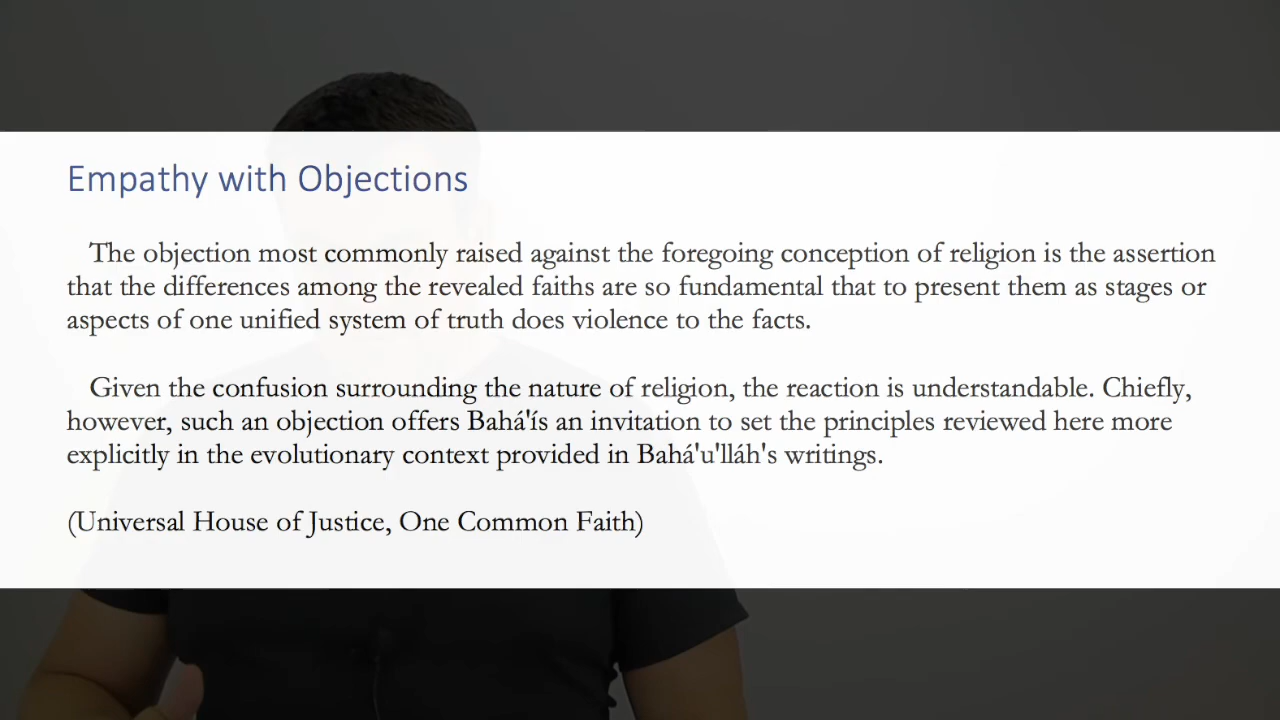 Empathy with Objections
The objection most commonly raised against the foregoing conception of religion is the assertion
that the differences among the revealed faiths are so fundamental that to present them as stages or
aspects of one unified system of truth does violence to the facts.
Given the confusion surrounding the nature of religion, the reaction is understandable. Chiefly,
however, such an objection offers Bahá'ís an invitation to set the principles reviewed here more
explicitly in the evolutionary context provided in Bahá'u'lláh's writings.
(Universal House of Justice, One Common Faith)